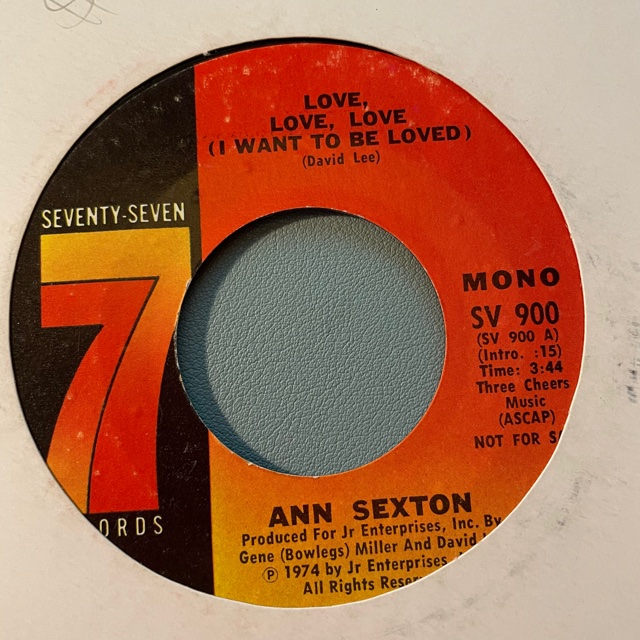 LOVE,
LOVE, LOVE
(I WANT TO BE LOVED)
(David Lee)
SEVENTY-SEVEN
7
ORDS
MONO
SV 900
(SV 900 A)
(Intro. :15)
Time: 3:44
Three Cheers
Music
(ASCAP)
NOT FOR S
ANN SEXTON
Produced For Jr Enterprises, Inc. By
Gene (Bowlegs) Miller And David
℗ 1974 by Jr Enterprises,
All Rights Reser